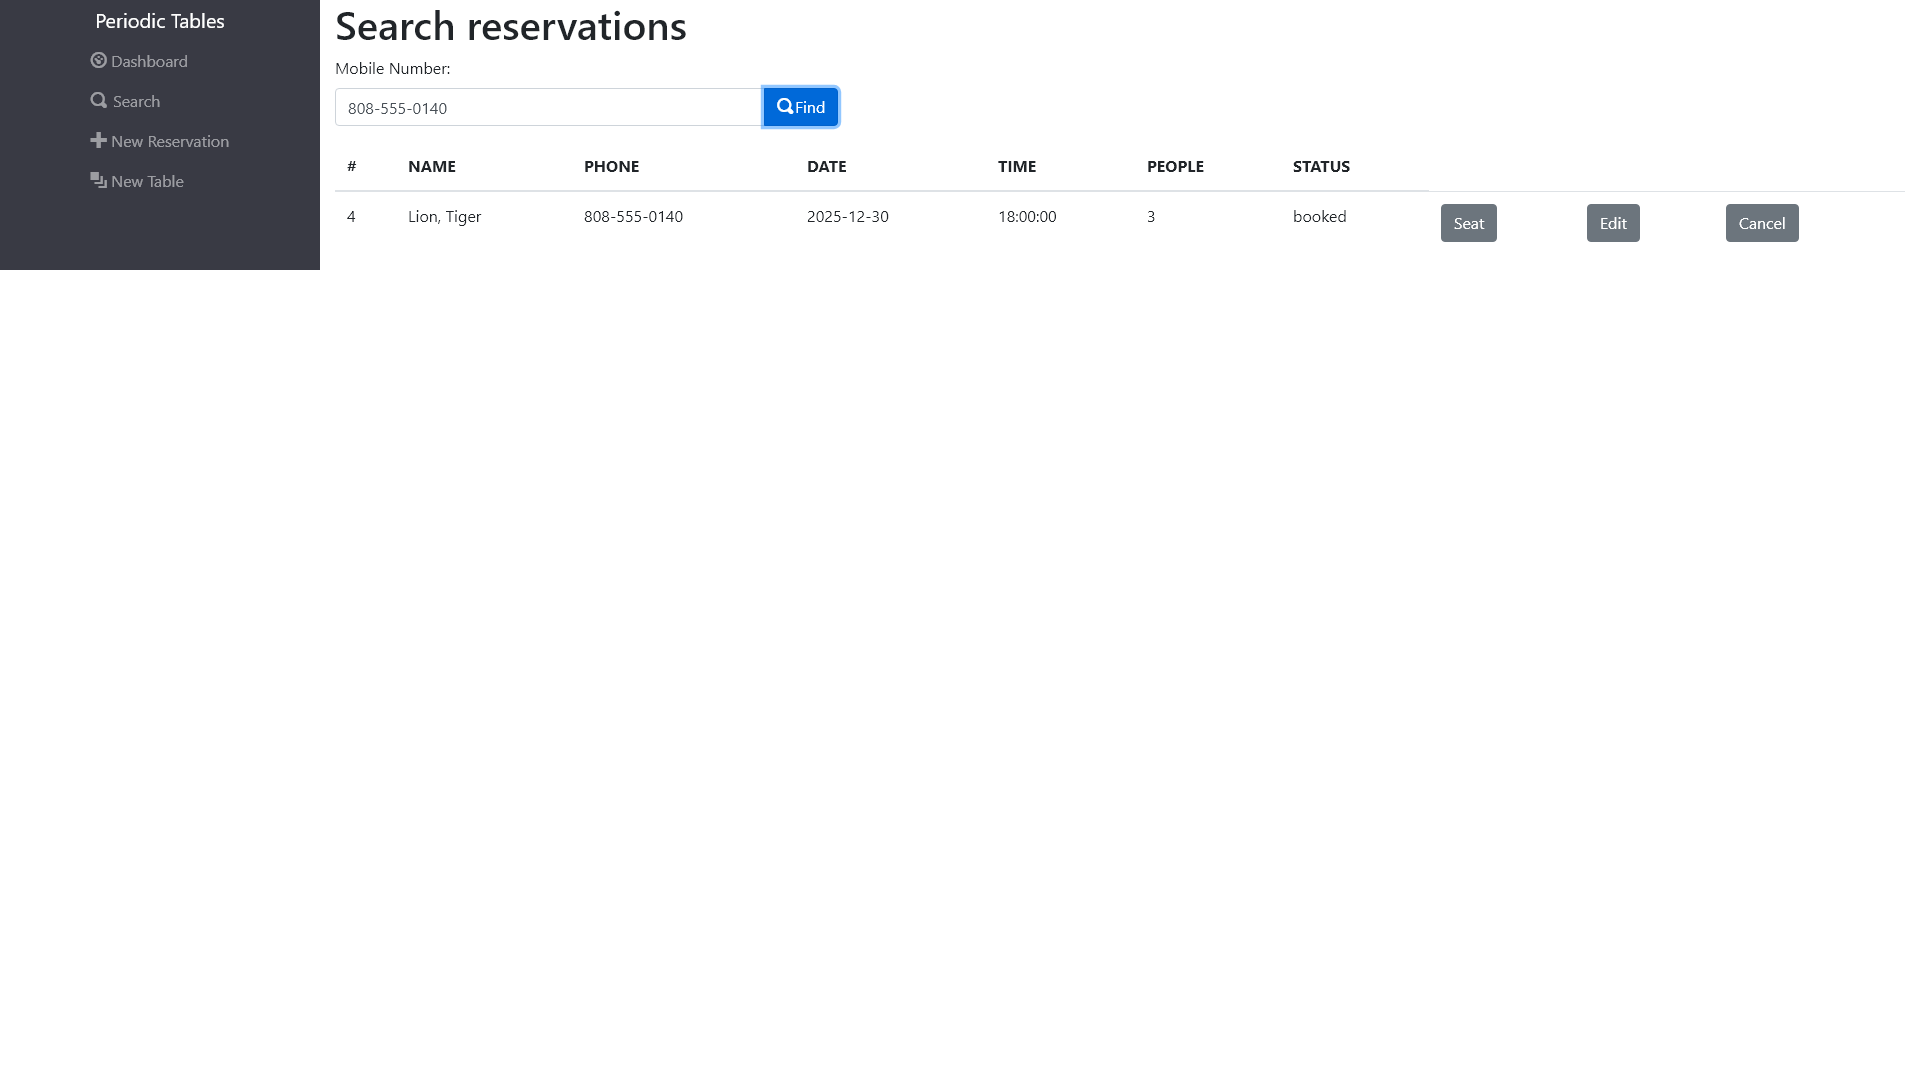 Periodic Tables
Dashboard
Search
New Reservation
New Table
Search reservations
Mobile Number:
808-555-0140
Find
# NAME PHONE DATE TIME PEOPLE STATUS
4 Lion, Tiger 808-555-0140 2025-12-30 18:00:00 3 booked Seat Edit Cancel